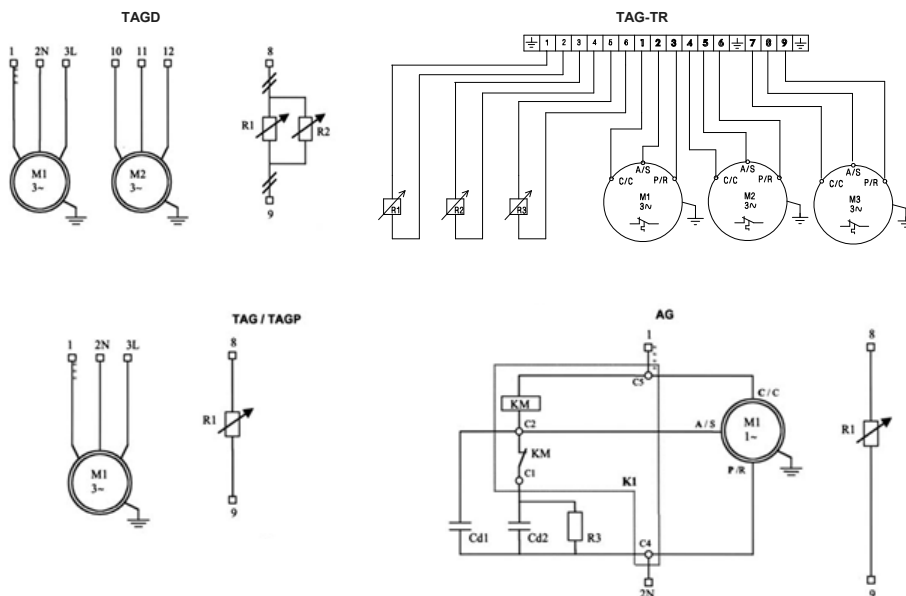 TAGD
1 2N 3L 10 11 12 8
R1 R2
M1
3~
M2
3~
9
TAG-TR
1 2 3 4 5 6 1 2 3 4 5 6 7 8 9
R1 R2 R3
A/S
C/C P/R
M1
3~
A/S
C/C P/R
M2
3~
A/S
C/C P/R
M3
3~
TAG / TAGP
1 2N 3L
8
R1
M1
3~
9
AG
1
C5
C / C
KM
C2
A / S
M1
1~
KM
C1
P /R
K1
Cd1 Cd2 R3
C4
2N
8
R1
9